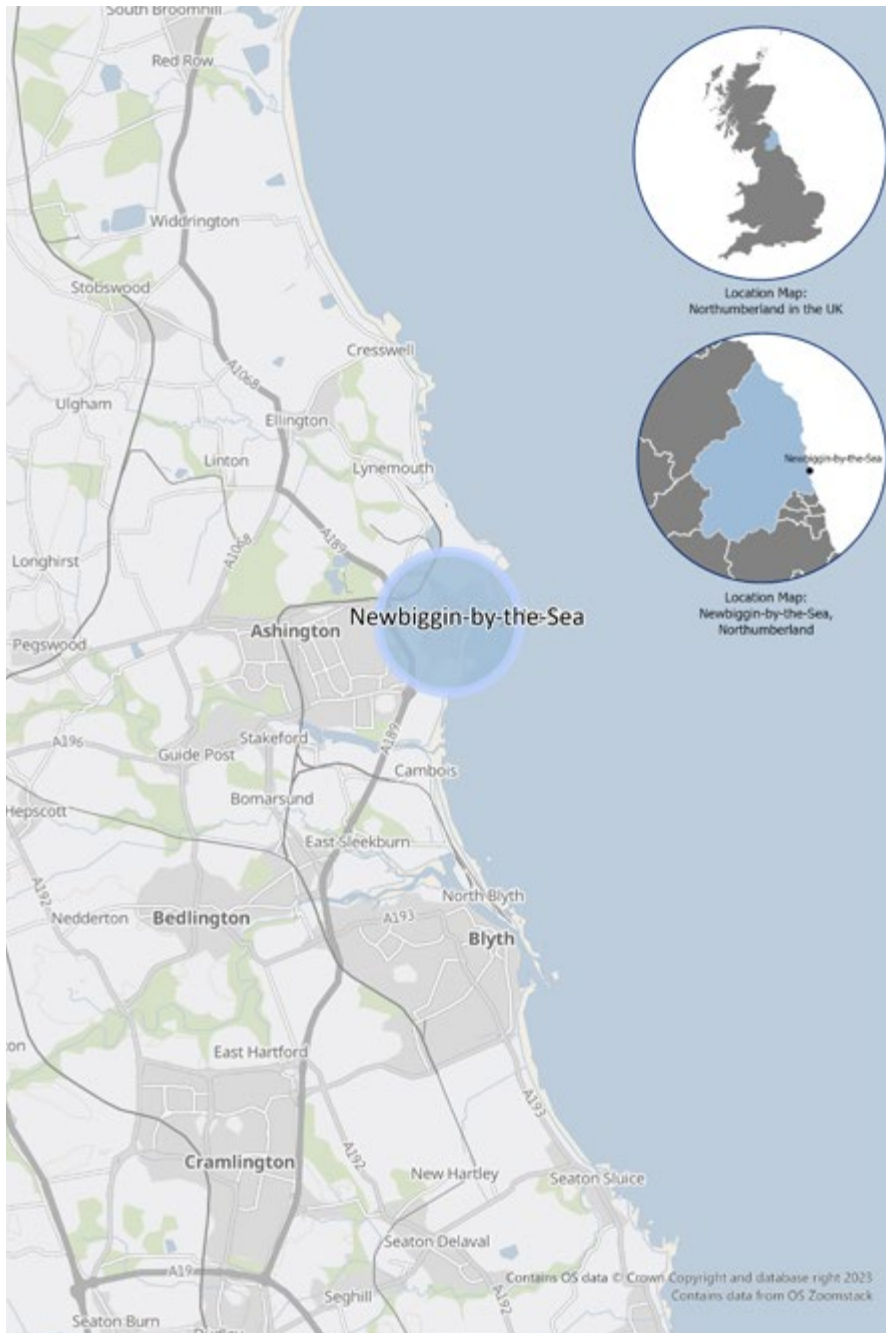 South Broomhill
Red Row
Widdrington
Stobswood
Location Map:
Northumberland in the UK
Cresswell
A1068
Ulgham
Ellington
Linton
Lynemouth
Newbiggin-by-the-Sea
A189
A1068
Longhirst
Location Map:
Newbiggin-by-the-Sea,
Northumberland
Newbiggin-by-the-Sea
Ashington
Pegswood
A189
Stakeford
A196
Guide Post
Cambois
Bomarsund
Hepscott
East Sleekburn
A192
North Blyth
Nedderton
Bedlington
A193
Blyth
East Hartford
A193
A192
Cramlington
New Hartley
Seaton Sluice
Seaton Delaval
A19
Contains OS data © Crown Copyright and database right 2023
Contains data from OS Zoomstack
Seghill
A192
Seaton Burn